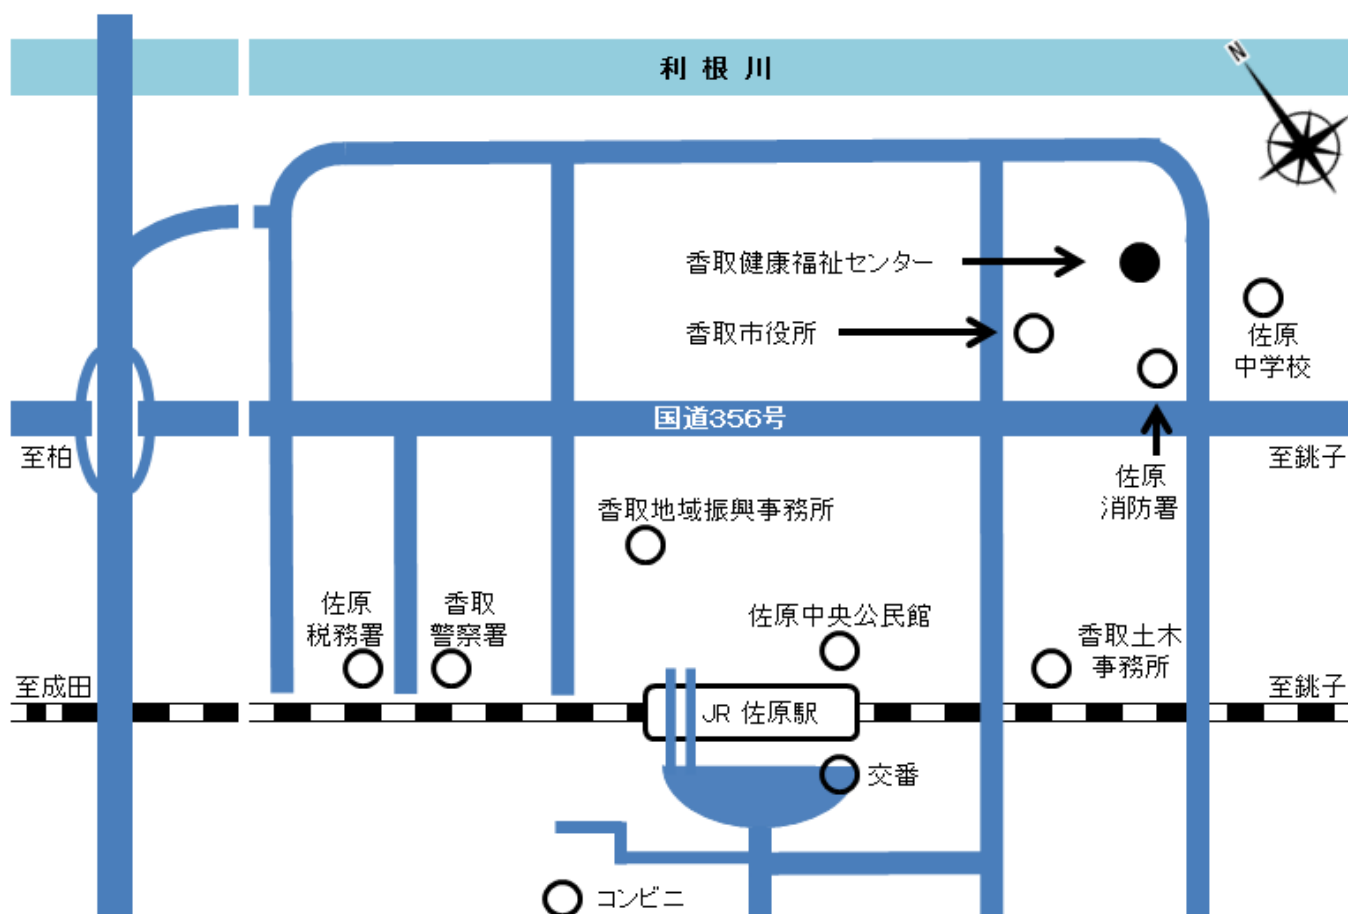 利根川
N
香取健康福祉センター
香取市役所
佐原
中学校
国道356号
至柏
至銚子
佐原
消防署
香取地域振興事務所
佐原
税務署
香取
警察署
佐原中央公民館
香取土木
事務所
至成田
至銚子
JR 佐原駅
交番
コンビニ